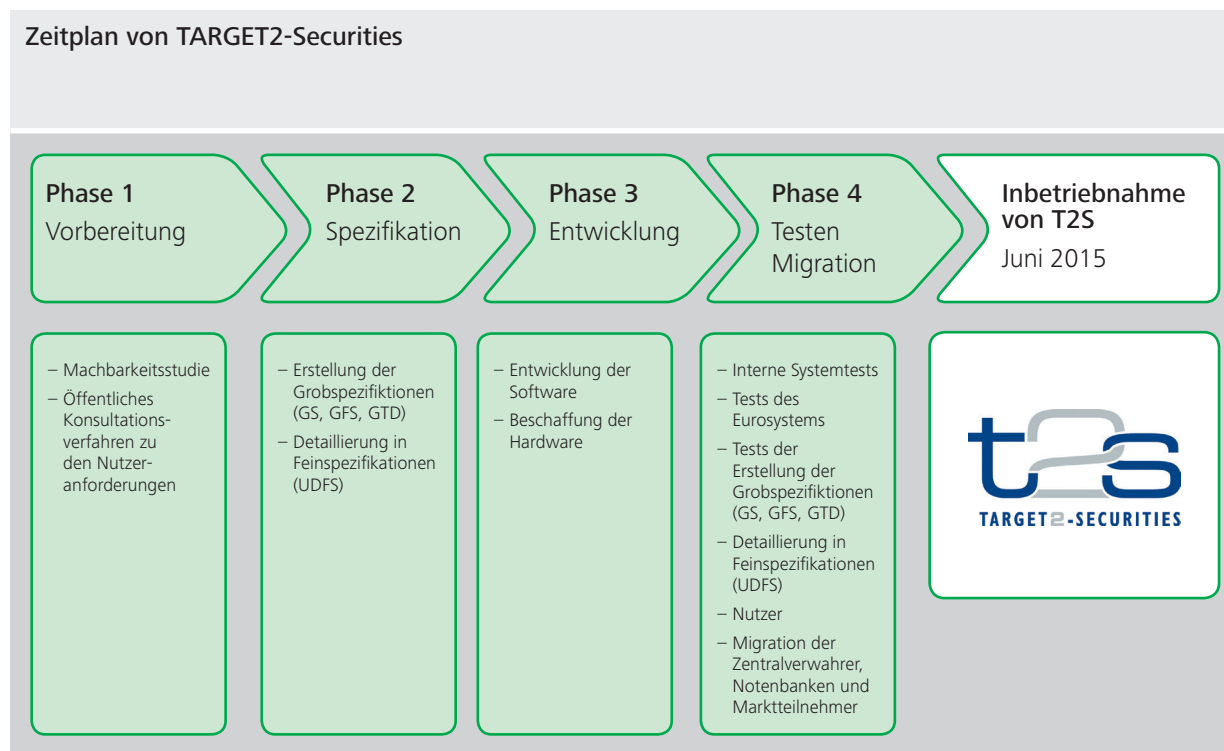 Zeitplan von TARGET2-Securities
Phase 1
Vorbereitung
Phase 2
Spezifikation
Phase 3
Entwicklung
Phase 4
Testen
Migration
Inbetriebnahme
von T2S
Juni 2015
– Machbarkeitsstudie
– Öffentliches
Konsultations-
verfahren zu
den Nutzer-
anforderungen
– Erstellung der
Grobspezifiktionen
(GS, GFS, GTD)
– Detaillierung in
Feinspezifikationen
(UDFS)
– Entwicklung der
Software
– Beschaffung der
Hardware
– Interne Systemtests
– Tests des
Eurosystems
– Tests der
Erstellung der
Grobspezifiktionen
(GS, GFS, GTD)
– Detaillierung in
Feinspezifikationen
(UDFS)
– Nutzer
– Migration der
Zentralverwahrer,
Notenbanken und
Marktteilnehmer
t2s
TARGET2-SECURITIES